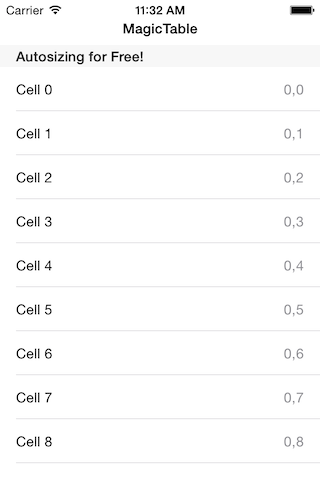 Carrier 11:32 AM
MagicTable
Autosizing for Free!
Cell 0 0,0
Cell 1 0,1
Cell 2 0,2
Cell 3 0,3
Cell 4 0,4
Cell 5 0,5
Cell 6 0,6
Cell 7 0,7
Cell 8 0,8